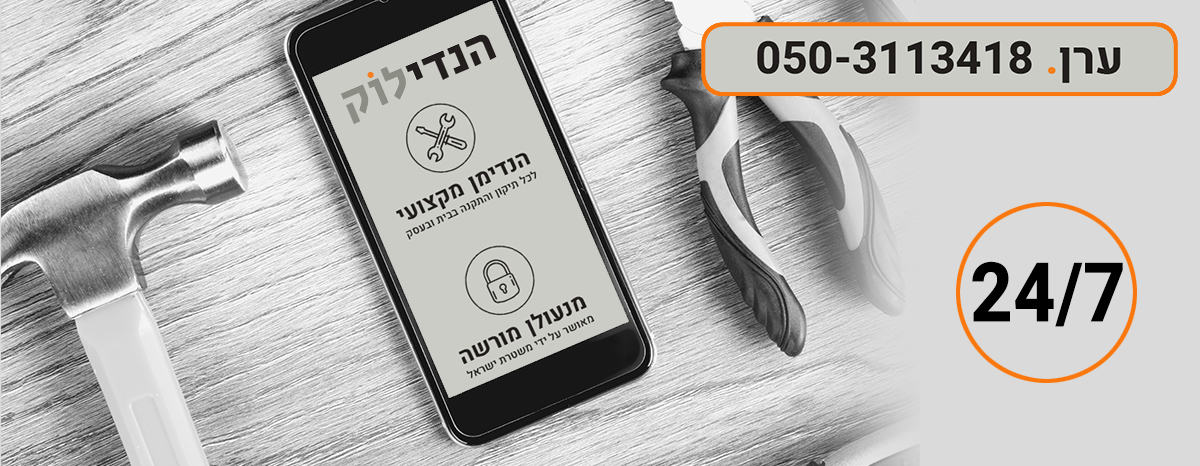 הנדילוק
הנדימן מקצועי
לכל תיקון והתקנה בבית ובעסק
מנעולן מורשה
מאושר על ידי משטרת ישראל
ערן. 050-3113418
24/7